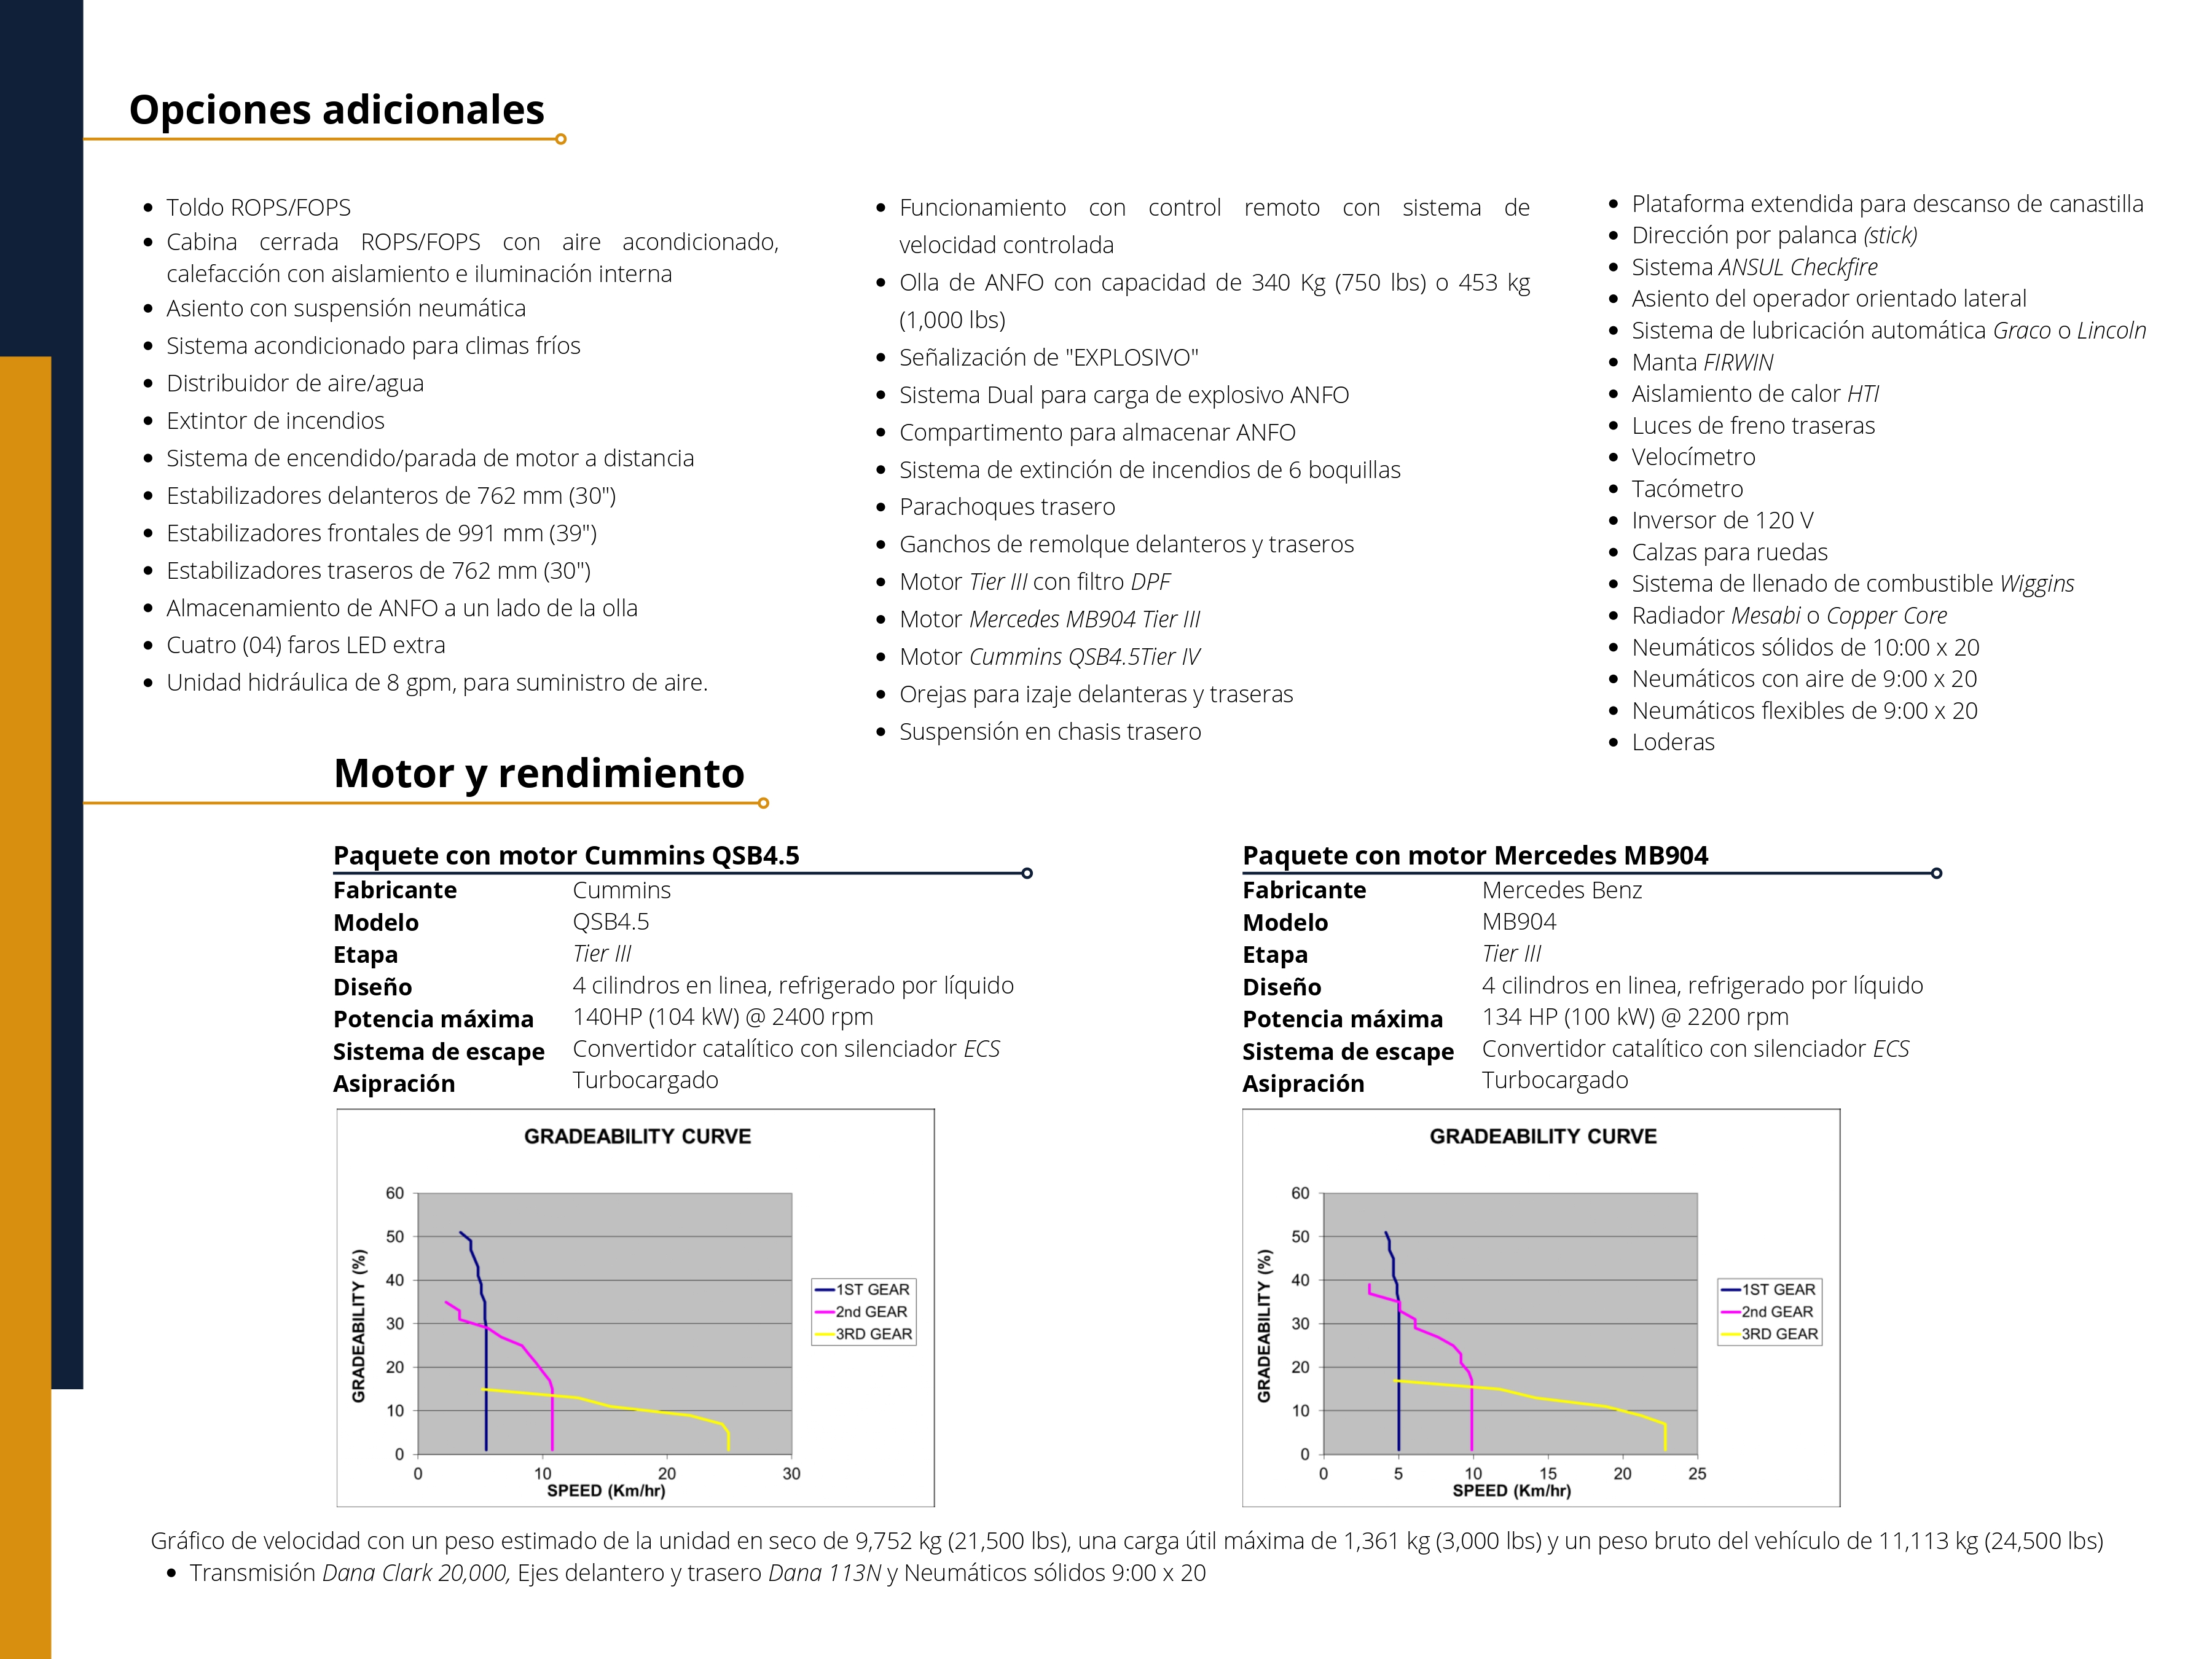 Opciones adicionales
Toldo ROPS/FOPS
Cabina cerrada ROPS/FOPS con aire acondicionado,
calefacción con aislamiento e iluminación interna
Asiento con suspensión neumática
Sistema acondicionado para climas fríos
Distribuidor de aire/agua
Extintor de incendios
Sistema de encendido/parada de motor a distancia
Estabilizadores delanteros de 762 mm (30")
Estabilizadores frontales de 991 mm (39")
Estabilizadores traseros de 762 mm (30")
Almacenamiento de ANFO a un lado de la olla
Cuatro (04) faros LED extra
Unidad hidráulica de 8 gpm, para suministro de aire.
Funcionamiento con control remoto con sistema de
velocidad controlada
Olla de ANFO con capacidad de 340 Kg (750 lbs) o 453 kg
(1,000 lbs)
Señalización de "EXPLOSIVO"
Sistema Dual para carga de explosivo ANFO
Compartimento para almacenar ANFO
Sistema de extinción de incendios de 6 boquillas
Parachoques trasero
Ganchos de remolque delanteros y traseros
Motor Tier III con filtro DPF
Motor Mercedes MB904 Tier III
Motor Cummins QSB4.5Tier IV
Orejas para izaje delanteras y traseras
Suspensión en chasis trasero
Plataforma extendida para descanso de canastilla
Dirección por palanca (stick)
Sistema ANSUL Checkfire
Asiento del operador orientado lateral
Sistema de lubricación automática Graco o Lincoln
Manta FIRWIN
Aislamiento de calor HTI
Luces de freno traseras
Velocímetro
Tacómetro
Inversor de 120 V
Calzas para ruedas
Sistema de llenado de combustible Wiggins
Radiador Mesabi o Copper Core
Neumáticos sólidos de 10:00 x 20
Neumáticos con aire de 9:00 x 20
Neumáticos flexibles de 9:00 x 20
Loderas
Motor y rendimiento
Paquete con motor Cummins QSB4.5
Fabricante Cummins
Modelo QSB4.5
Etapa Tier III
Diseño 4 cilindros en linea, refrigerado por líquido
Potencia máxima 140HP (104 kW) @ 2400 rpm
Sistema de escape Convertidor catalítico con silenciador ECS
Asipración Turbocargado
GRADEABILITY CURVE
GRADEABILITY (%)
60
50
40
30
20
10
0
0 10 20 30
SPEED (Km/hr)
1ST GEAR
2nd GEAR
3RD GEAR
Paquete con motor Mercedes MB904
Fabricante Mercedes Benz
Modelo MB904
Etapa Tier III
Diseño 4 cilindros en linea, refrigerado por líquido
Potencia máxima 134 HP (100 kW) @ 2200 rpm
Sistema de escape Convertidor catalítico con silenciador ECS
Asipración Turbocargado
GRADEABILITY CURVE
GRADEABILITY (%)
60
50
40
30
20
10
0
0 5 10 15 20 25
SPEED (Km/hr)
1ST GEAR
2nd GEAR
3RD GEAR
Gráfico de velocidad con un peso estimado de la unidad en seco de 9,752 kg (21,500 lbs), una carga útil máxima de 1,361 kg (3,000 lbs) y un peso bruto del vehículo de 11,113 kg (24,500 lbs)
Transmisión Dana Clark 20,000, Ejes delantero y trasero Dana 113N y Neumáticos sólidos 9:00 x 20